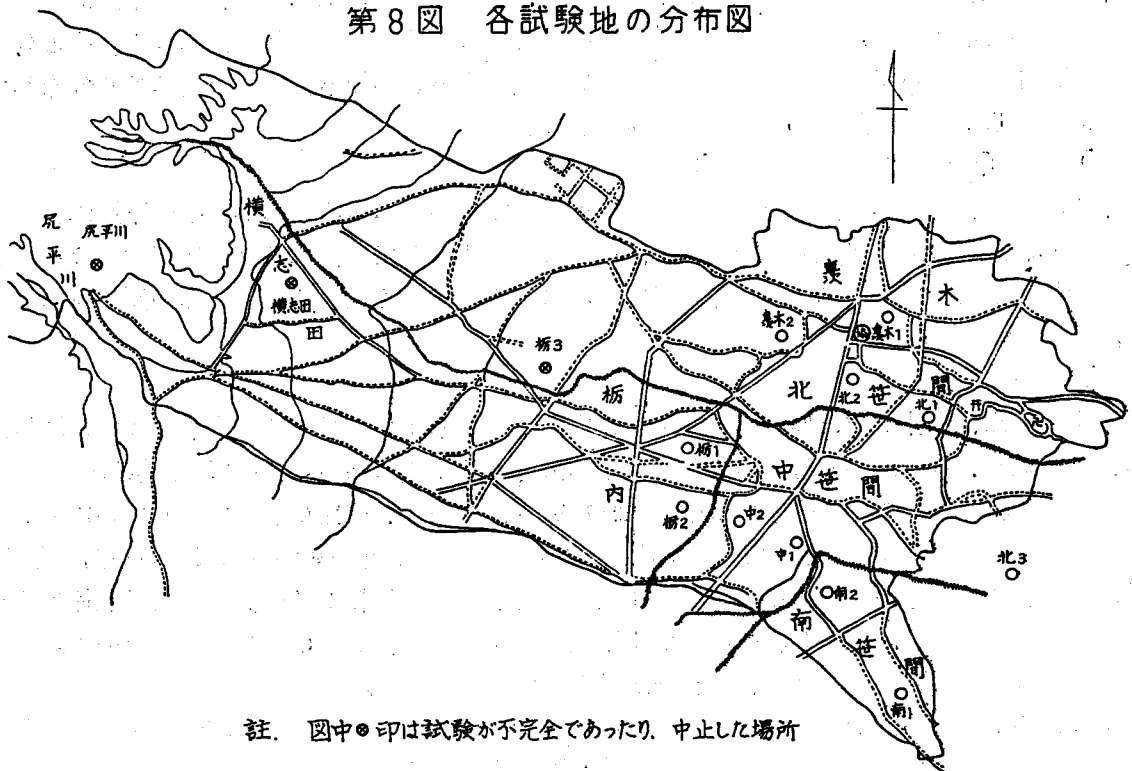 第8図 各試験地の分布図
尻平川
尻平川
横志田
横志田
栃3
栃内
栃1
栃2
木
木2
木1
北笹間
北2
北1
中笹間
中2
中1
北3
南笹間
南2
南1
註. 図中⊗印は試験が不完全であったり. 中止した場所